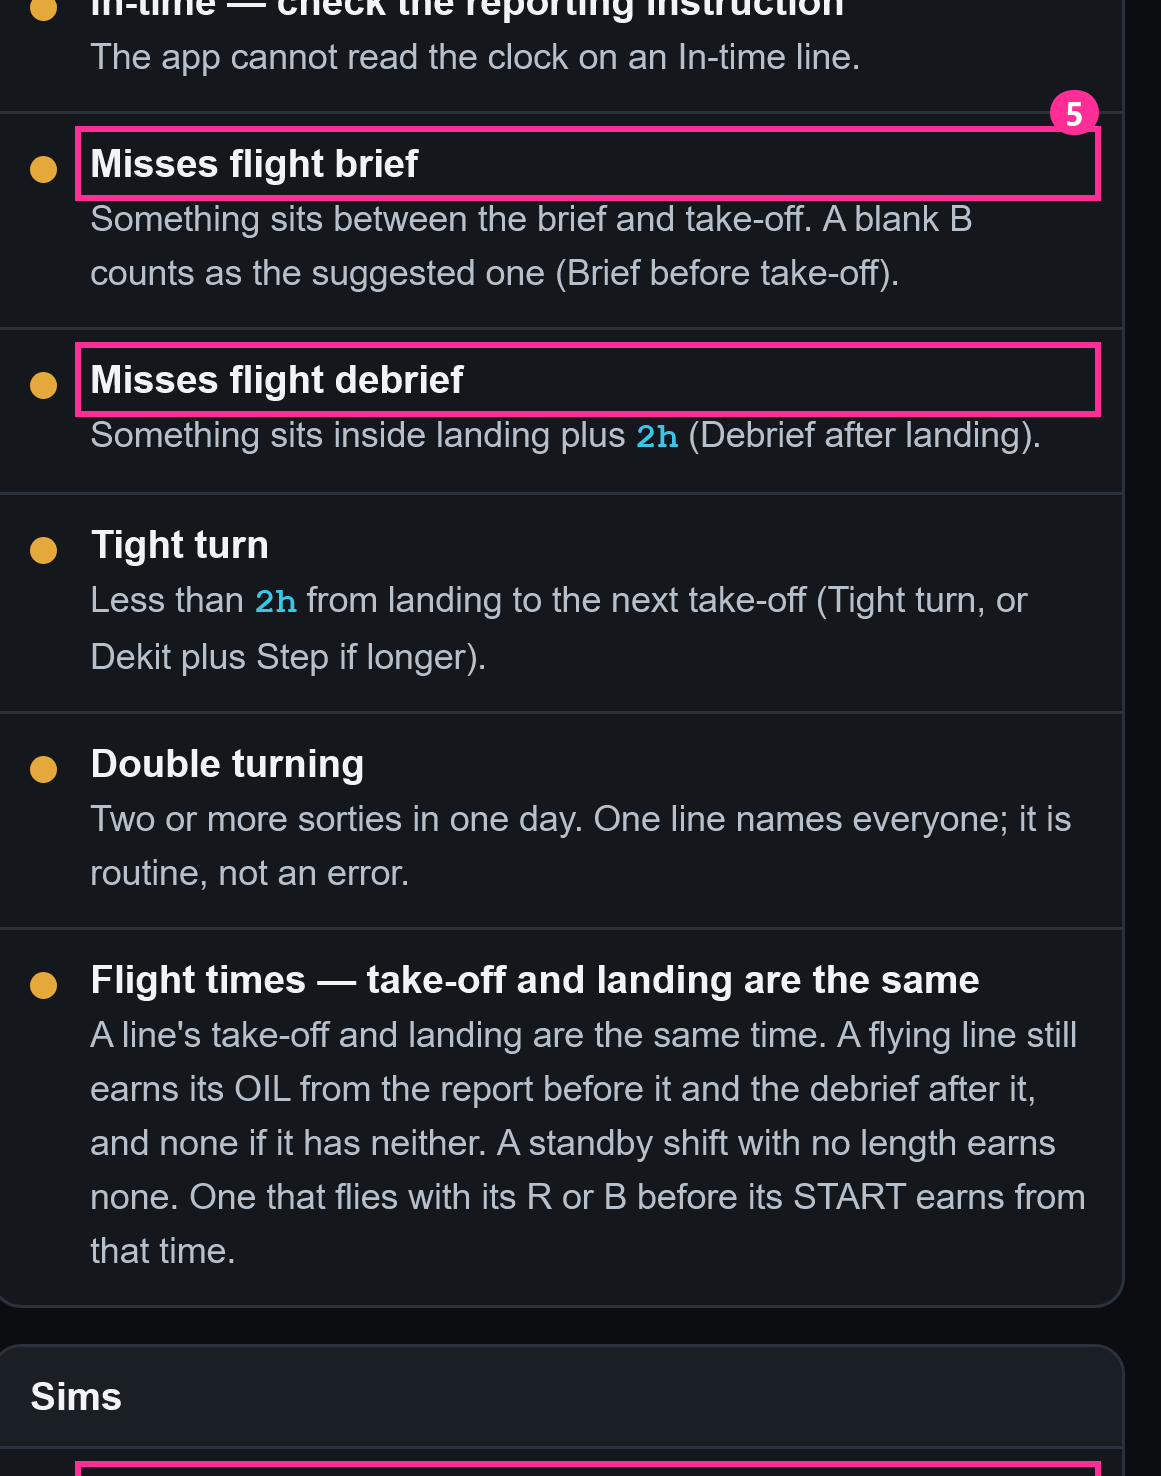 In-time — check the reporting instruction
The app cannot read the clock on an In-time line.
5
Misses flight brief
Something sits between the brief and take-off. A blank B
counts as the suggested one (Brief before take-off).
Misses flight debrief
Something sits inside landing plus 2h (Debrief after landing).
Tight turn
Less than 2h from landing to the next take-off (Tight turn, or
Dekit plus Step if longer).
Double turning
Two or more sorties in one day. One line names everyone; it is
routine, not an error.
Flight times — take-off and landing are the same
A line's take-off and landing are the same time. A flying line still
earns its OIL from the report before it and the debrief after it,
and none if it has neither. A standby shift with no length earns
none. One that flies with its R or B before its START earns from
that time.
Sims